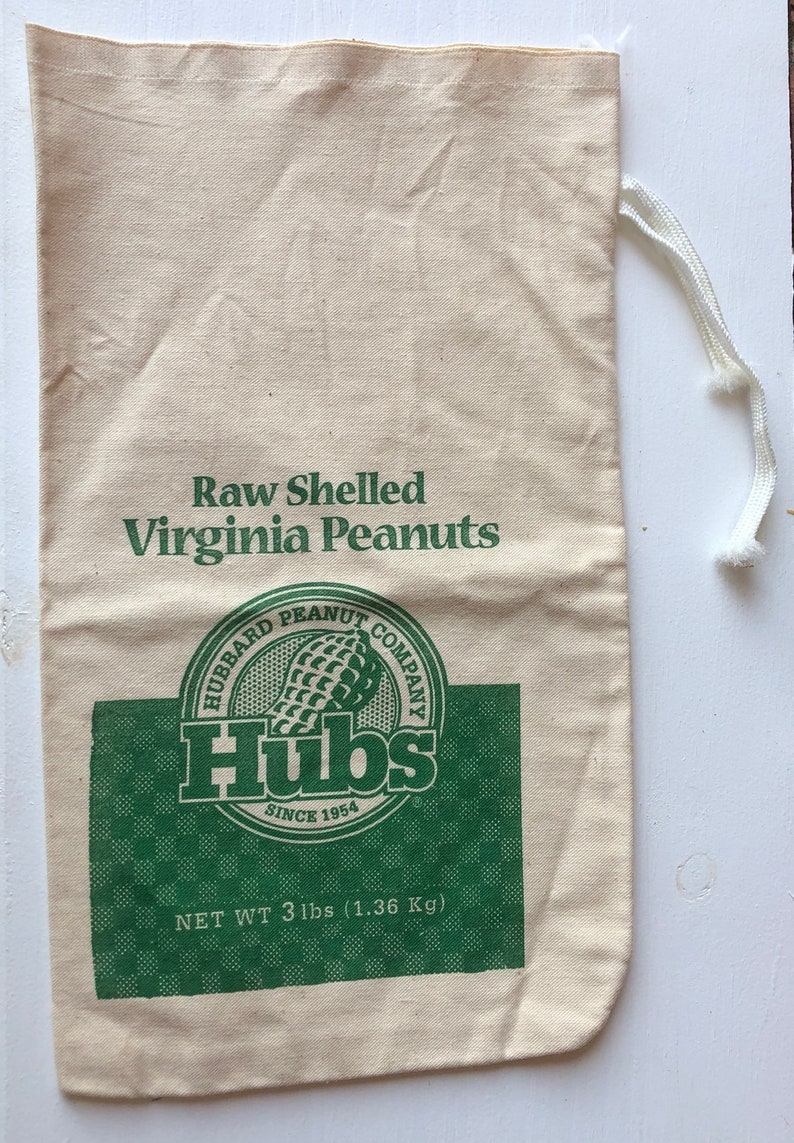 Raw Shelled
Virginia Peanuts
HUBBARD PEANUT COMPANY
Hubs
®
SINCE 1954
NET WT 3 lbs (1.36 Kg)